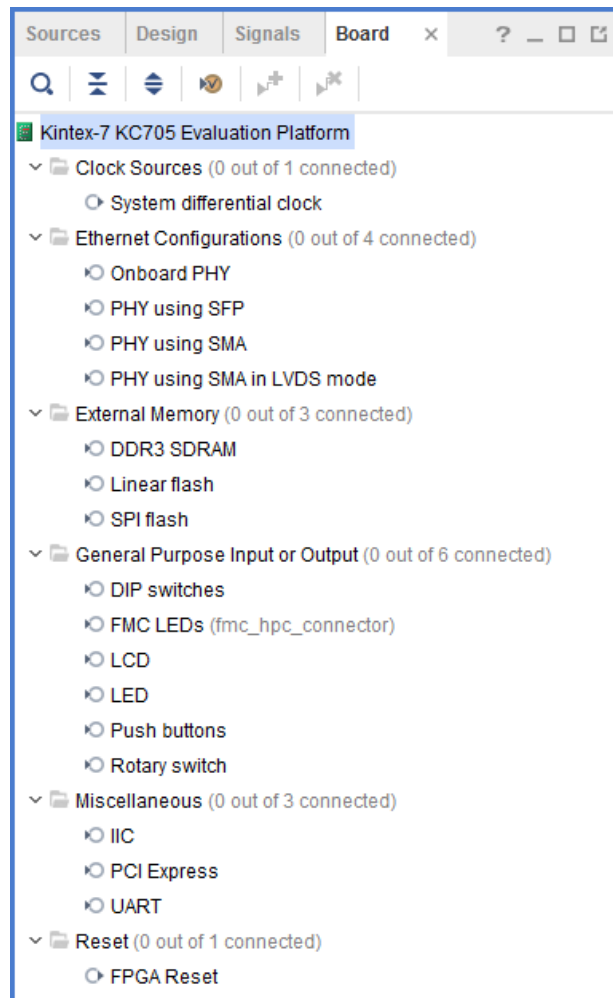 Sources Design Signals Board × ? _
Kintex-7 KC705 Evaluation Platform
Clock Sources (0 out of 1 connected)
System differential clock
Ethernet Configurations (0 out of 4 connected)
Onboard PHY
PHY using SFP
PHY using SMA
PHY using SMA in LVDS mode
External Memory (0 out of 3 connected)
DDR3 SDRAM
Linear flash
SPI flash
General Purpose Input or Output (0 out of 6 connected)
DIP switches
FMC LEDs (fmc_hpc_connector)
LCD
LED
Push buttons
Rotary switch
Miscellaneous (0 out of 3 connected)
IIC
PCI Express
UART
Reset (0 out of 1 connected)
FPGA Reset